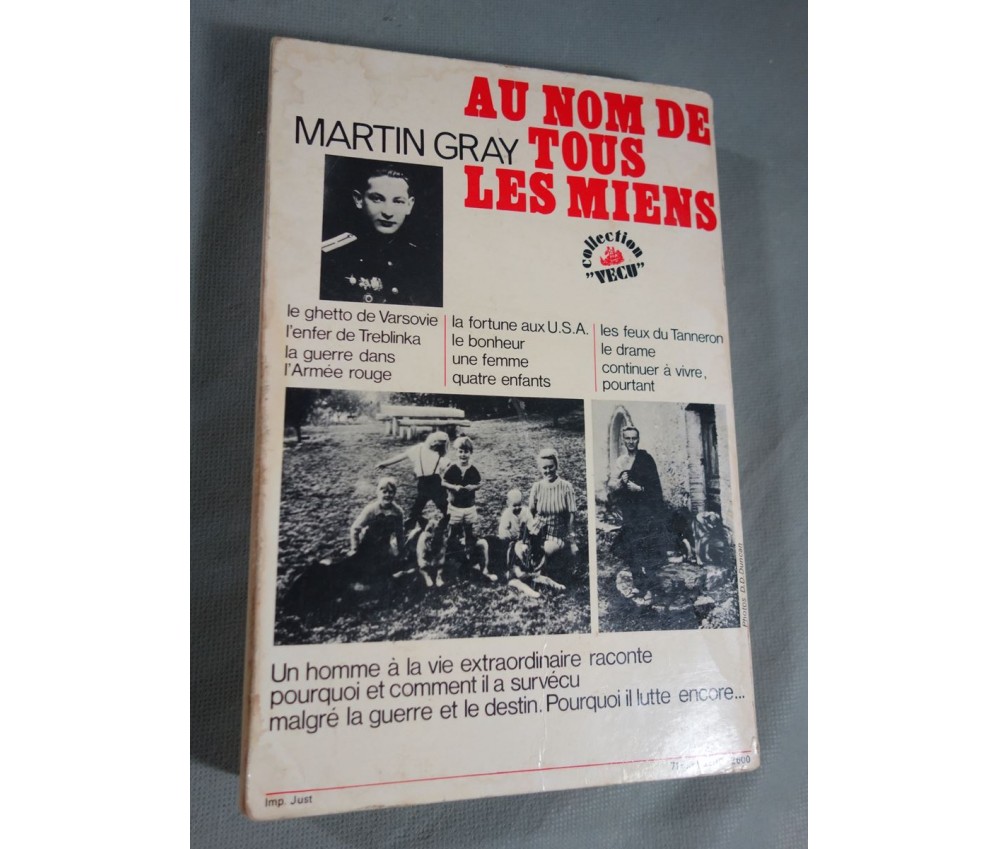 AU NOM DE
MARTIN GRAY TOUS
LES MIENS
collection
"VECU"
le ghetto de Varsovie
l'enfer de Treblinka
la guerre dans
l'Armée rouge
la fortune aux U.S.A.
le bonheur
une femme
quatre enfants
les feux du Tanneron
le drame
continuer à vivre,
pourtant
Photos D.D.Duncan
Un homme à la vie extraordinaire raconte
pourquoi et comment il a survécu
malgré la guerre et le destin. Pourquoi il lutte encore...
Imp. Just